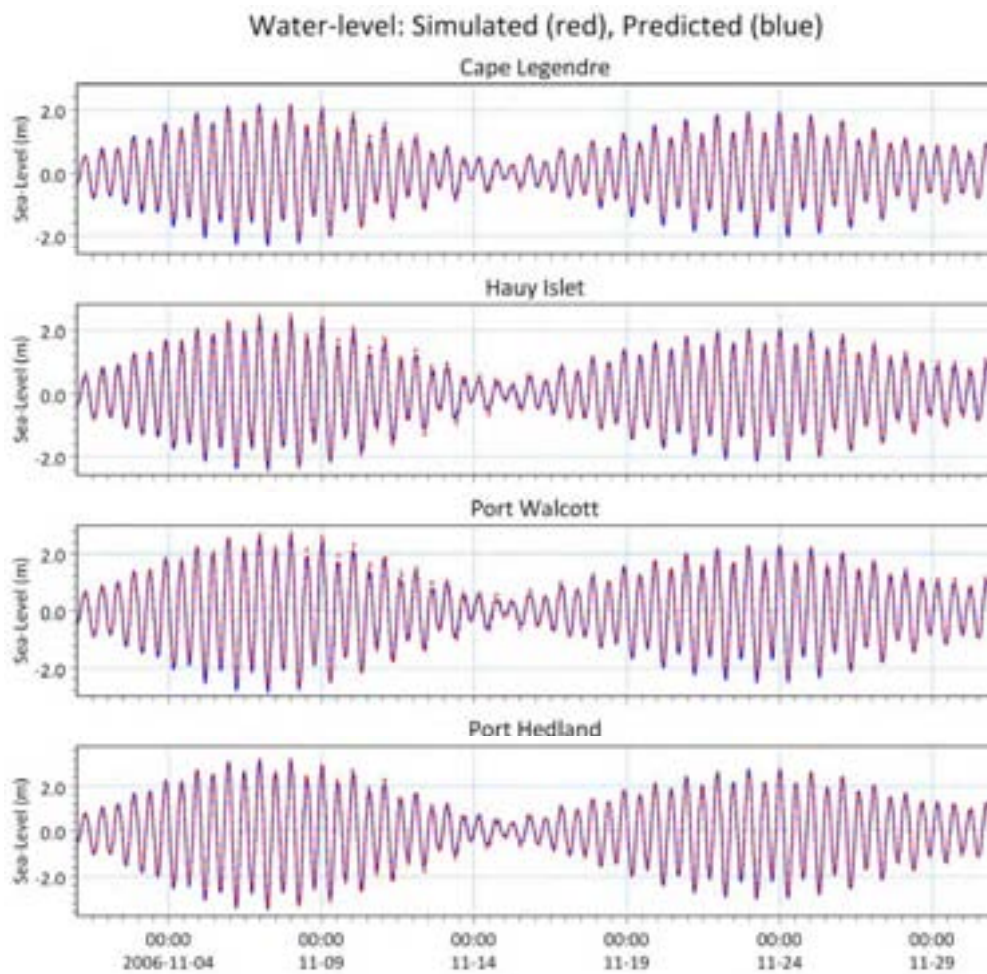 Water-level: Simulated (red), Predicted (blue)
Cape Legendre
Sea-Level (m)
2.0
0.0
-2.0
Hauy Islet
Sea-Level (m)
2.0
0.0
-2.0
Port Walcott
Sea-Level (m)
2.0
0.0
-2.0
Port Hedland
Sea-Level (m)
2.0
0.0
-2.0
00:00 00:00 00:00 00:00 00:00 00:00
2006-11-04 11-09 11-14 11-19 11-24 11-29